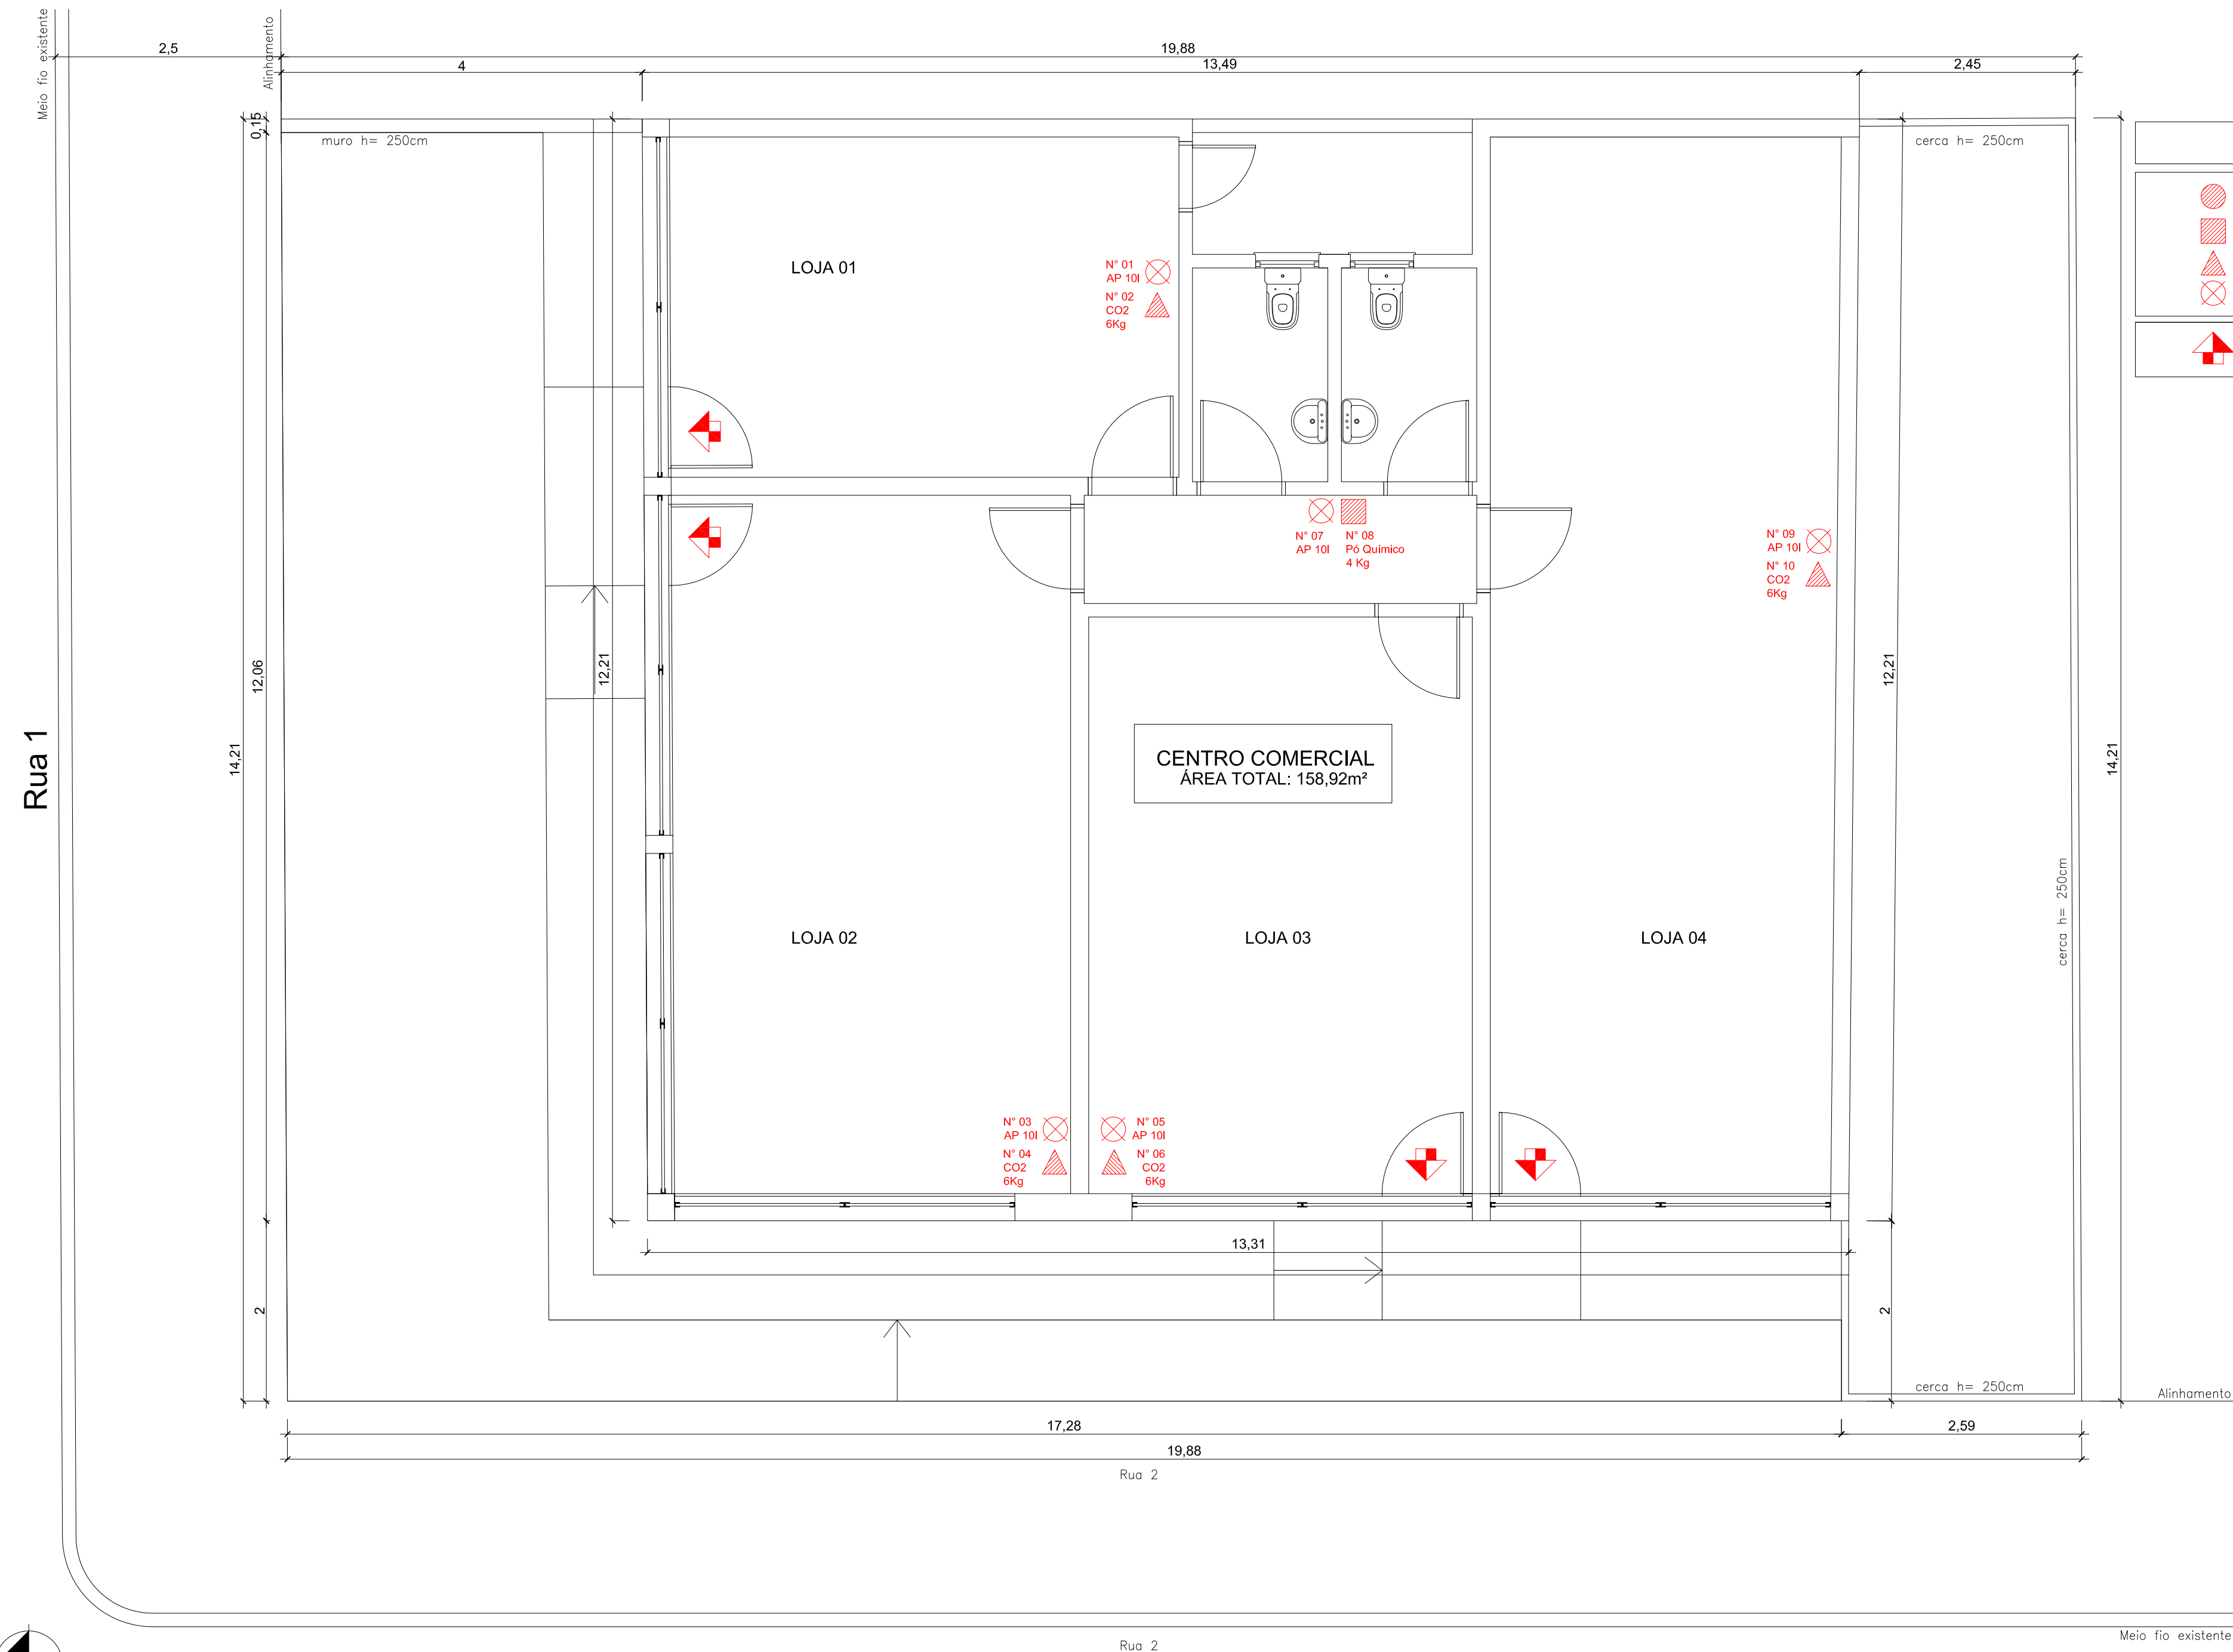 Meio fio existente
Alinhamento
2,5
19,88
4
13,49
2,45
0,15
muro h= 250cm
cerca h= 250cm
LOJA 01
N° 01
AP 10l
N° 02
CO2
6Kg
N° 07
AP 10l
N° 08
Pó Químico
4 Kg
N° 09
AP 10l
N° 10
CO2
6Kg
12,06
12,21
12,21
14,21
14,21
Rua 1
CENTRO COMERCIAL
ÁREA TOTAL: 158,92m²
cerca h= 250cm
LOJA 02
LOJA 03
LOJA 04
N° 03
AP 10l
N° 04
CO2
6Kg
N° 05
AP 10l
N° 06
CO2
6Kg
13,31
2
2
cerca h= 250cm
Alinhamento
17,28
2,59
19,88
Rua 2
Meio fio existente
Rua 2